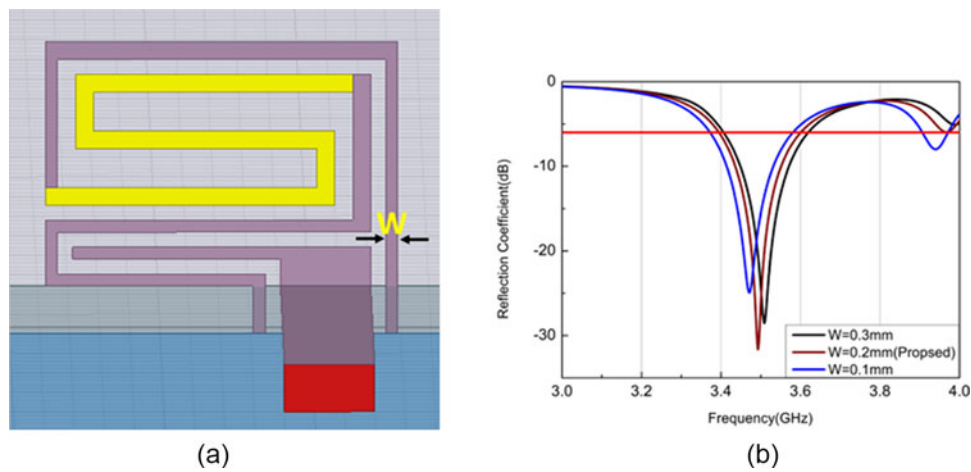 W
(a)
Reflection Coefficient(dB)
0
-10
-20
-30
W=0.3mm
W=0.2mm(Propsed)
W=0.1mm
3.0 3.2 3.4 3.6 3.8 4.0
Frequency(GHz)
(b)